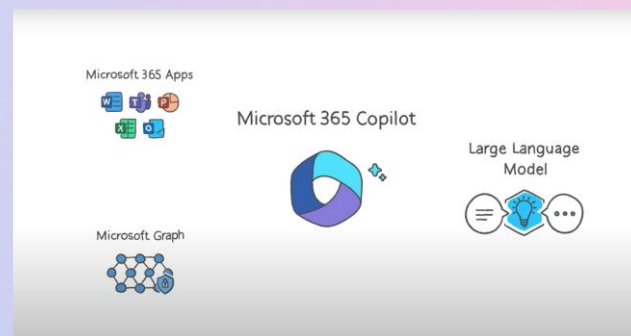 Microsoft 365 Apps
W
T
P
X
O
Microsoft 365 Copilot
Large Language
Model
Microsoft Graph